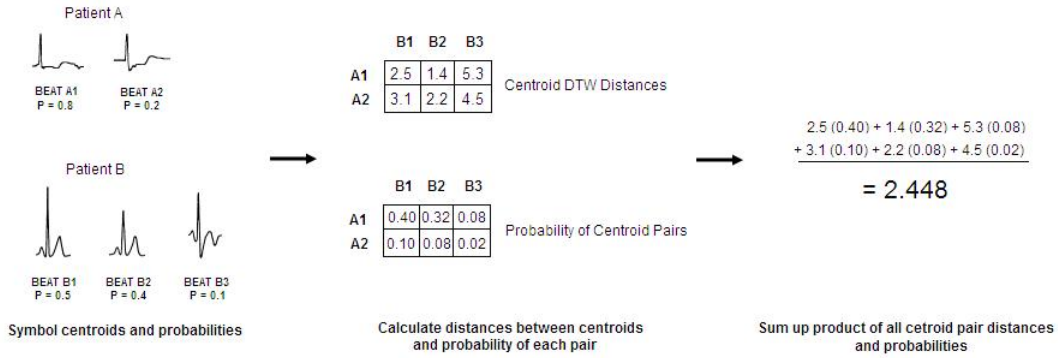 Patient A
BEAT A1 BEAT A2
P = 0.8 P = 0.2
Patient B
BEAT B1 BEAT B2 BEAT B3
P = 0.5 P = 0.4 P = 0.1
Symbol centroids and probabilities
B1 B2 B3
A1 2.5 1.4 5.3
A2 3.1 2.2 4.5
Centroid DTW Distances
B1 B2 B3
A1 0.40 0.32 0.08
A2 0.10 0.08 0.02
Probability of Centroid Pairs
Calculate distances between centroids
and probability of each pair
2.5 (0.40) + 1.4 (0.32) + 5.3 (0.08)
+ 3.1 (0.10) + 2.2 (0.08) + 4.5 (0.02)
= 2.448
Sum up product of all cetroid pair distances
and probabilities